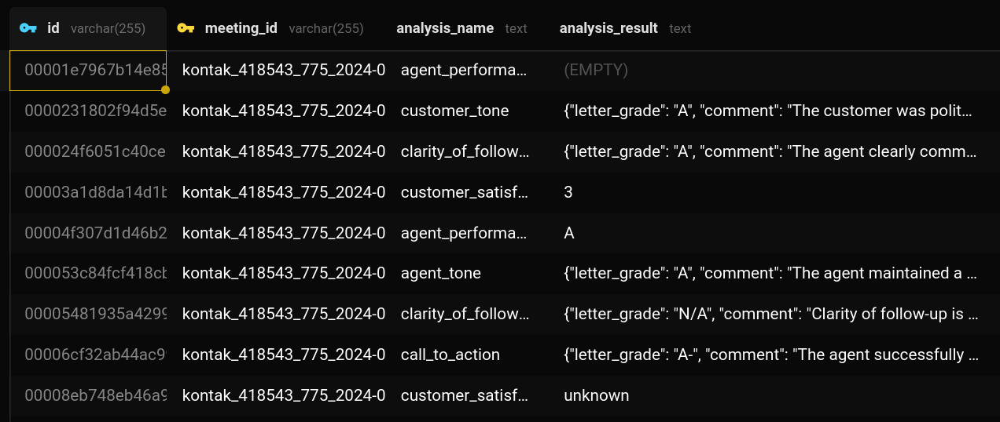 id varchar(255) meeting_id varchar(255) analysis_name text analysis_result text
00001e7967b14e85 kontak_418543_775_2024-0 agent_performa... (EMPTY)
0000231802f94d5e kontak_418543_775_2024-0 customer_tone {"letter_grade": "A", "comment": "The customer was polit...
000024f6051c40ce kontak_418543_775_2024-0 clarity_of_follow... {"letter_grade": "A", "comment": "The agent clearly comm...
00003a1d8da14d1b kontak_418543_775_2024-0 customer_satisf... 3
00004f307d1d46b2 kontak_418543_775_2024-0 agent_performa... A
000053c84fcf418cb kontak_418543_775_2024-0 agent_tone {"letter_grade": "A", "comment": "The agent maintained a ...
00005481935a4299 kontak_418543_775_2024-0 clarity_of_follow... {"letter_grade": "N/A", "comment": "Clarity of follow-up is ...
00006cf32ab44ac9 kontak_418543_775_2024-0 call_to_action {"letter_grade": "A-", "comment": "The agent successfully ...
00008eb748eb46a9 kontak_418543_775_2024-0 customer_satisf... unknown